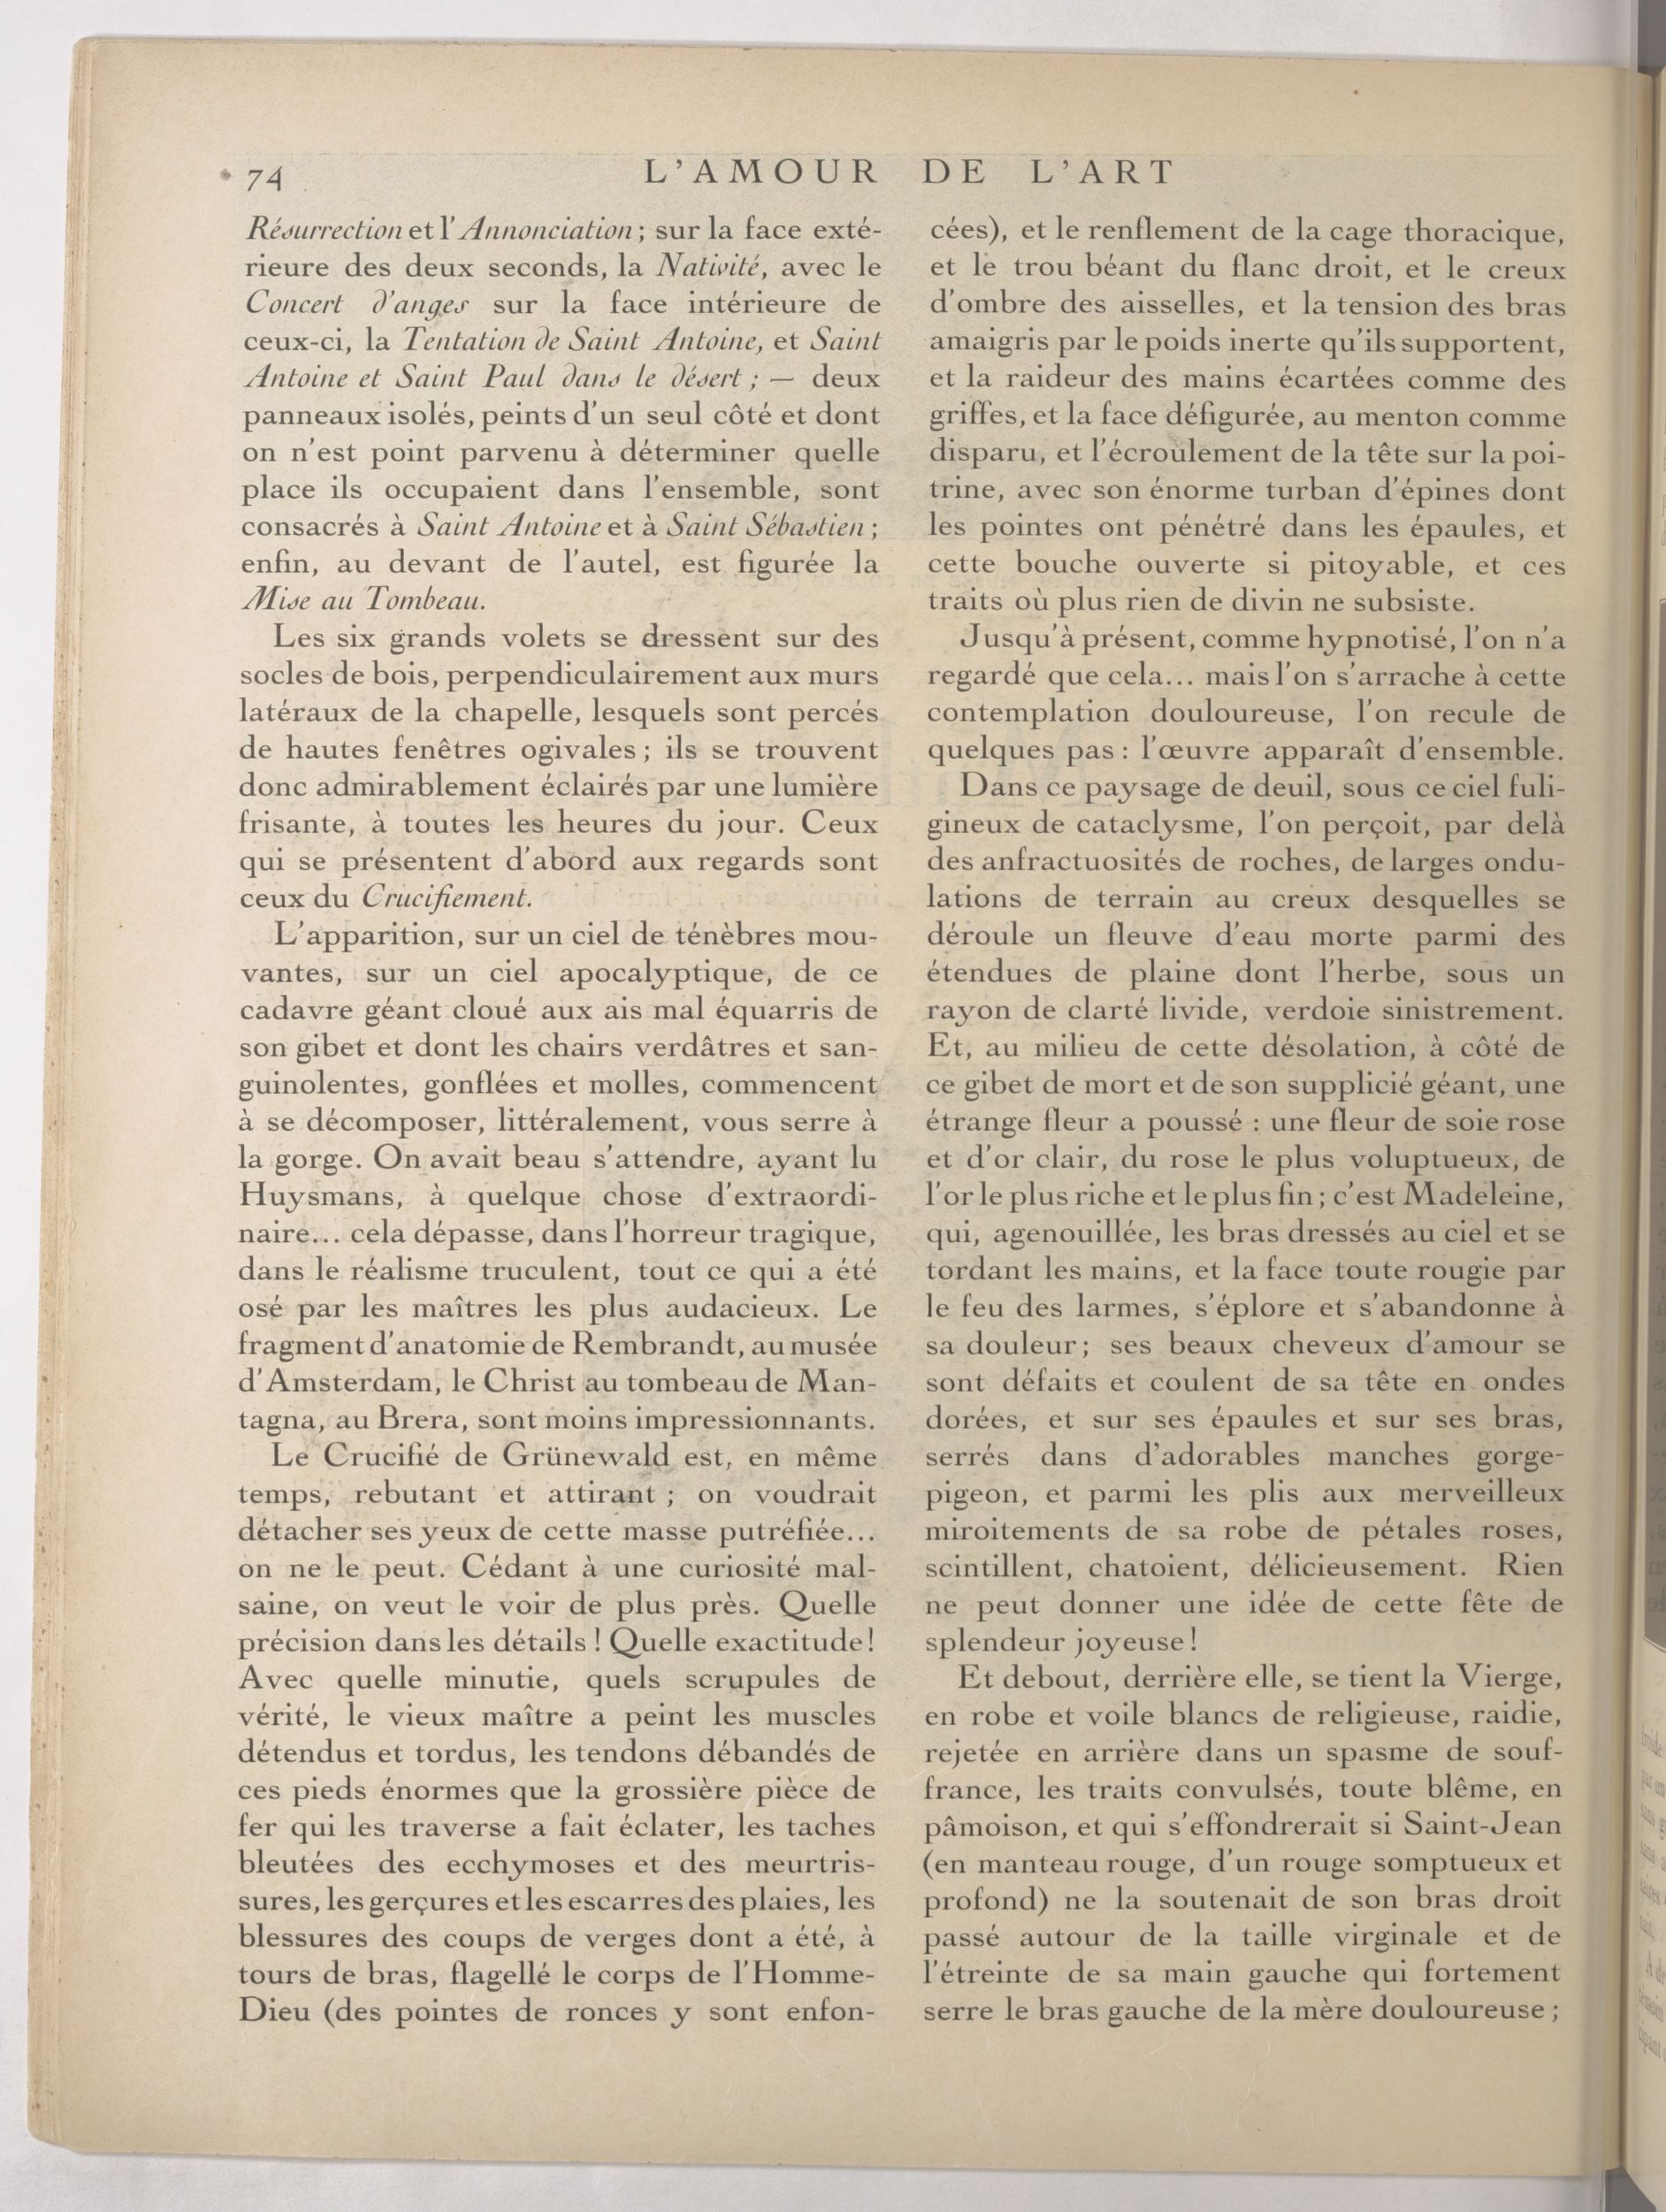 74
L'AMOUR DE L'ART
Résurrection et l'Annonciation ; sur la face exté-
rieure des deux seconds, la Nativité, avec le
Concert d'anges sur la face intérieure de
ceux-ci, la Tentation de Saint Antoine, et Saint
Antoine et Saint Paul dans le désert ; — deux
panneaux isolés, peints d'un seul côté et dont
on n'est point parvenu à déterminer quelle
place ils occupaient dans l'ensemble, sont
consacrés à Saint Antoine et à Saint Sébastien ;
enfin, au devant de l'autel, est figurée la
Mise au Tombeau.
Les six grands volets se dressent sur des
socles de bois, perpendiculairement aux murs
latéraux de la chapelle, lesquels sont percés
de hautes fenêtres ogivales ; ils se trouvent
donc admirablement éclairés par une lumière
frisante, à toutes les heures du jour. Ceux
qui se présentent d'abord aux regards sont
ceux du Crucifiement.
L'apparition, sur un ciel de ténèbres mou-
vantes, sur un ciel apocalyptique, de ce
cadavre géant cloué aux ais mal équarris de
son gibet et dont les chairs verdâtres et san-
guinolentes, gonflées et molles, commencent
à se décomposer, littéralement, vous serre à
la gorge. On avait beau s'attendre, ayant lu
Huysmans, à quelque chose d'extraordi-
naire... cela dépasse, dans l'horreur tragique,
dans le réalisme truculent, tout ce qui a été
osé par les maîtres les plus audacieux. Le
fragment d'anatomie de Rembrandt, au musée
d'Amsterdam, le Christ au tombeau de Man-
tagna, au Brera, sont moins impressionnants.
Le Crucifié de Grünewald est, en même
temps, rebutant et attirant ; on voudrait
détacher ses yeux de cette masse putréfiée...
on ne le peut. Cédant à une curiosité mal-
saine, on veut le voir de plus près. Quelle
précision dans les détails ! Quelle exactitude !
Avec quelle minutie, quels scrupules de
vérité, le vieux maître a peint les muscles
détendus et tordus, les tendons débandés de
ces pieds énormes que la grossière pièce de
fer qui les traverse a fait éclater, les taches
bleutées des ecchymoses et des meurtris-
sures, les gerçures et les escarres des plaies, les
blessures des coups de verges dont a été, à
tours de bras, flagellé le corps de l'Homme-
Dieu (des pointes de ronces y sont enfon-
cées), et le renflement de la cage thoracique,
et le trou béant du flanc droit, et le creux
d'ombre des aisselles, et la tension des bras
amaigris par le poids inerte qu'ils supportent,
et la raideur des mains écartées comme des
griffes, et la face défigurée, au menton comme
disparu, et l'écroulement de la tête sur la poi-
trine, avec son énorme turban d'épines dont
les pointes ont pénétré dans les épaules, et
cette bouche ouverte si pitoyable, et ces
traits où plus rien de divin ne subsiste.
Jusqu'à présent, comme hypnotisé, l'on n'a
regardé que cela... mais l'on s'arrache à cette
contemplation douloureuse, l'on recule de
quelques pas : l'œuvre apparaît d'ensemble.
Dans ce paysage de deuil, sous ce ciel fuli-
gineux de cataclysme, l'on perçoit, par delà
des anfractuosités de roches, de larges ondu-
lations de terrain au creux desquelles se
déroule un fleuve d'eau morte parmi des
étendues de plaine dont l'herbe, sous un
rayon de clarté livide, verdoie sinistrement.
Et, au milieu de cette désolation, à côté de
ce gibet de mort et de son supplicié géant, une
étrange fleur a poussé : une fleur de soie rose
et d'or clair, du rose le plus voluptueux, de
l'or le plus riche et le plus fin ; c'est Madeleine,
qui, agenouillée, les bras dressés au ciel et se
tordant les mains, et la face toute rougie par
le feu des larmes, s'éplore et s'abandonne à
sa douleur ; ses beaux cheveux d'amour se
sont défaits et coulent de sa tête en ondes
dorées, et sur ses épaules et sur ses bras,
serrés dans d'adorables manches gorge-
pigeon, et parmi les plis aux merveilleux
miroitements de sa robe de pétales roses,
scintillent, chatoient, délicieusement. Rien
ne peut donner une idée de cette fête de
splendeur joyeuse !
Et debout, derrière elle, se tient la Vierge,
en robe et voile blancs de religieuse, raidie,
rejetée en arrière dans un spasme de souf-
france, les traits convulsés, toute blême, en
pâmoison, et qui s'effondrerait si Saint-Jean
(en manteau rouge, d'un rouge somptueux et
profond) ne la soutenait de son bras droit
passé autour de la taille virginale et de
l'étreinte de sa main gauche qui fortement
serre le bras gauche de la mère douloureuse ;